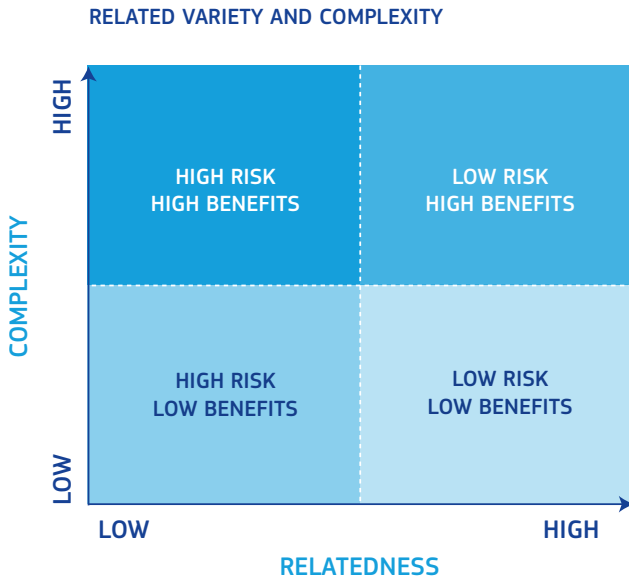 RELATED VARIETY AND COMPLEXITY
HIGH
COMPLEXITY
LOW
HIGH RISK
HIGH BENEFITS
LOW RISK
HIGH BENEFITS
HIGH RISK
LOW BENEFITS
LOW RISK
LOW BENEFITS
LOW
HIGH
RELATEDNESS